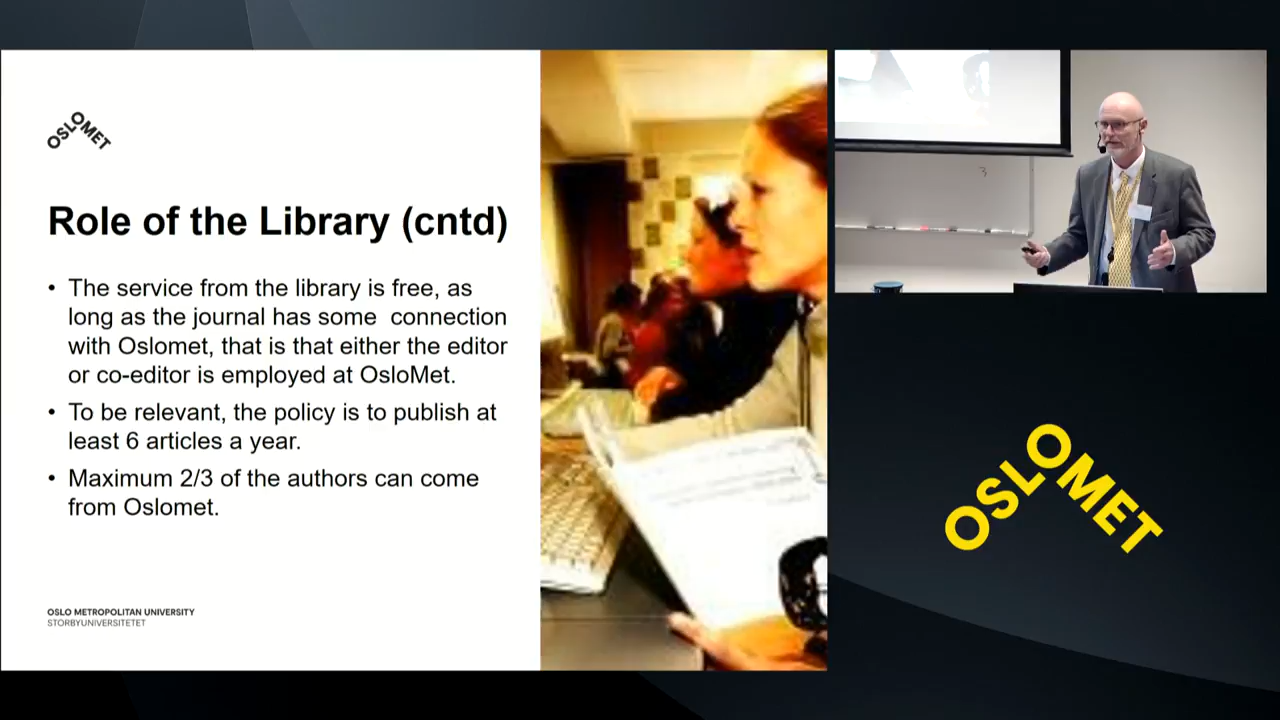 OSLOMET
Role of the Library (cntd)
• The service from the library is free, as
long as the journal has some connection
with Oslomet, that is that either the editor
or co-editor is employed at OsloMet.
• To be relevant, the policy is to publish at
least 6 articles a year.
• Maximum 2/3 of the authors can come
from Oslomet.
OSLO METROPOLITAN UNIVERSITY
STORBYUNIVERSITETET
OSLOMET